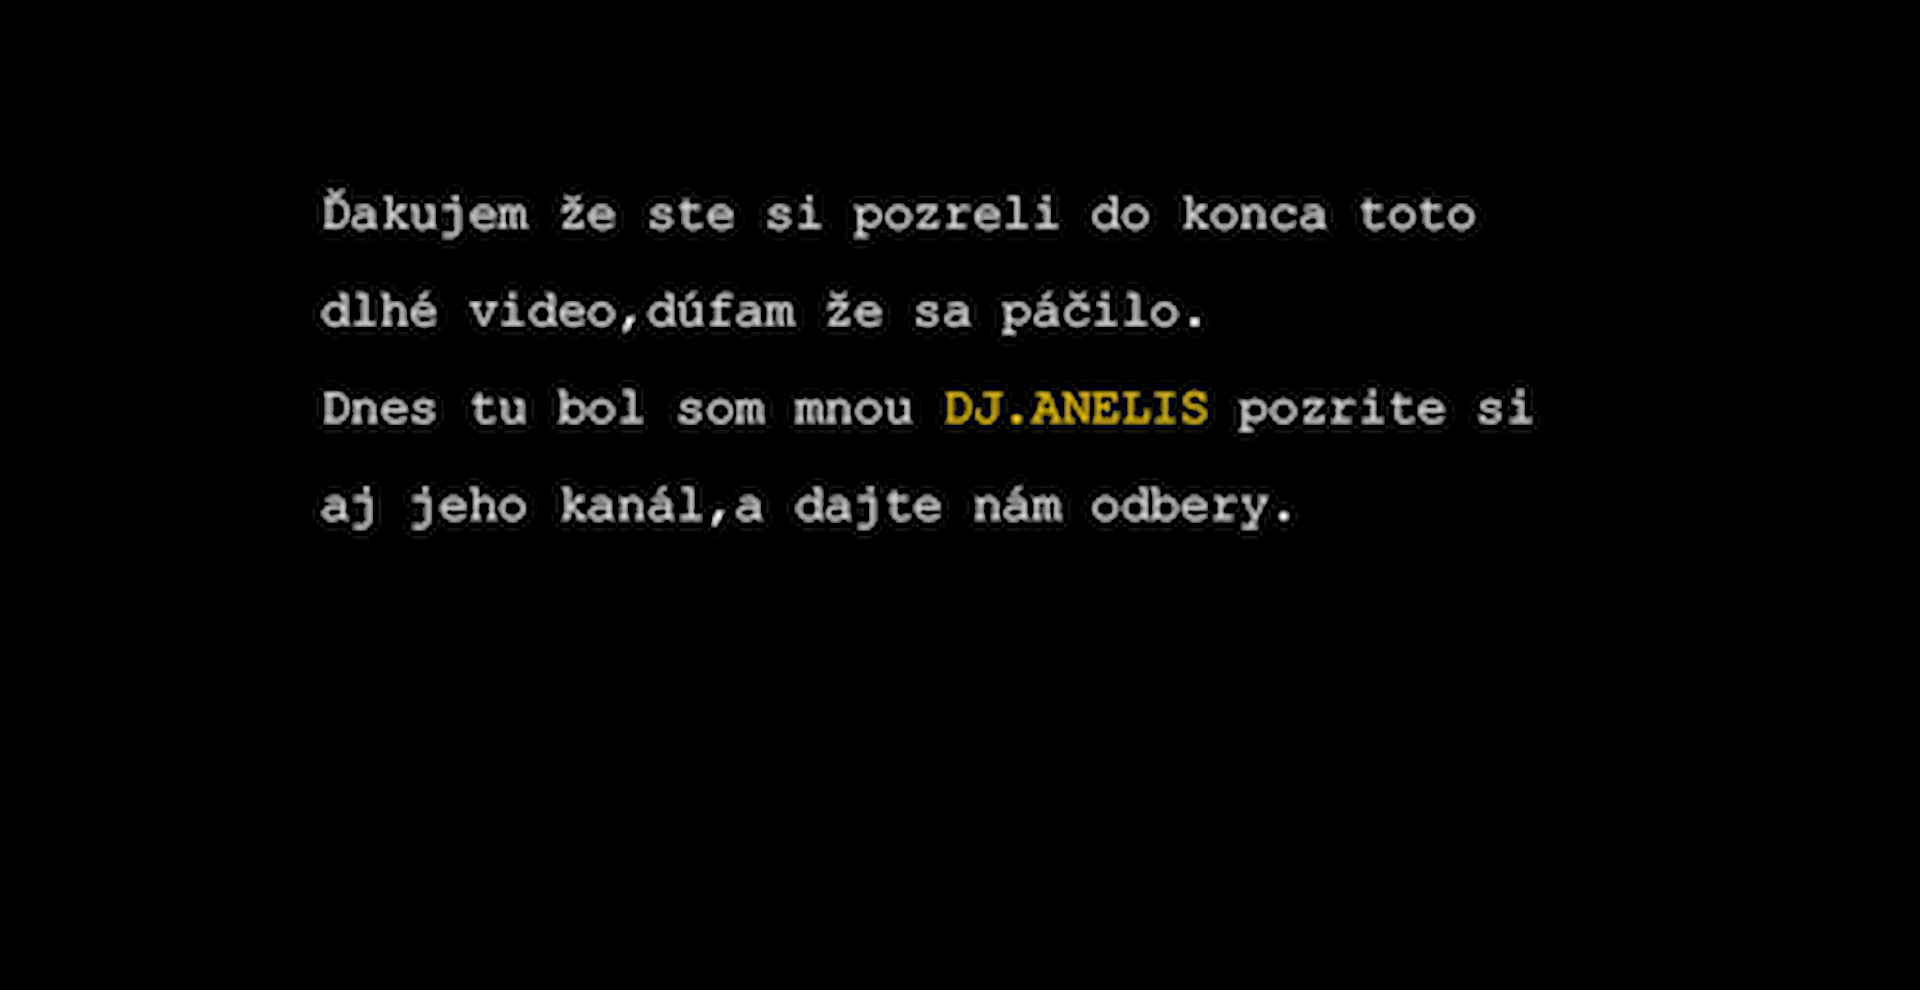 Ďakujem že ste si pozreli do konca toto
dlhé video,dúfam že sa páčilo.
Dnes tu bol som mnou DJ.ANELIS pozrite si
aj jeho kanál,a dajte nám odbery.